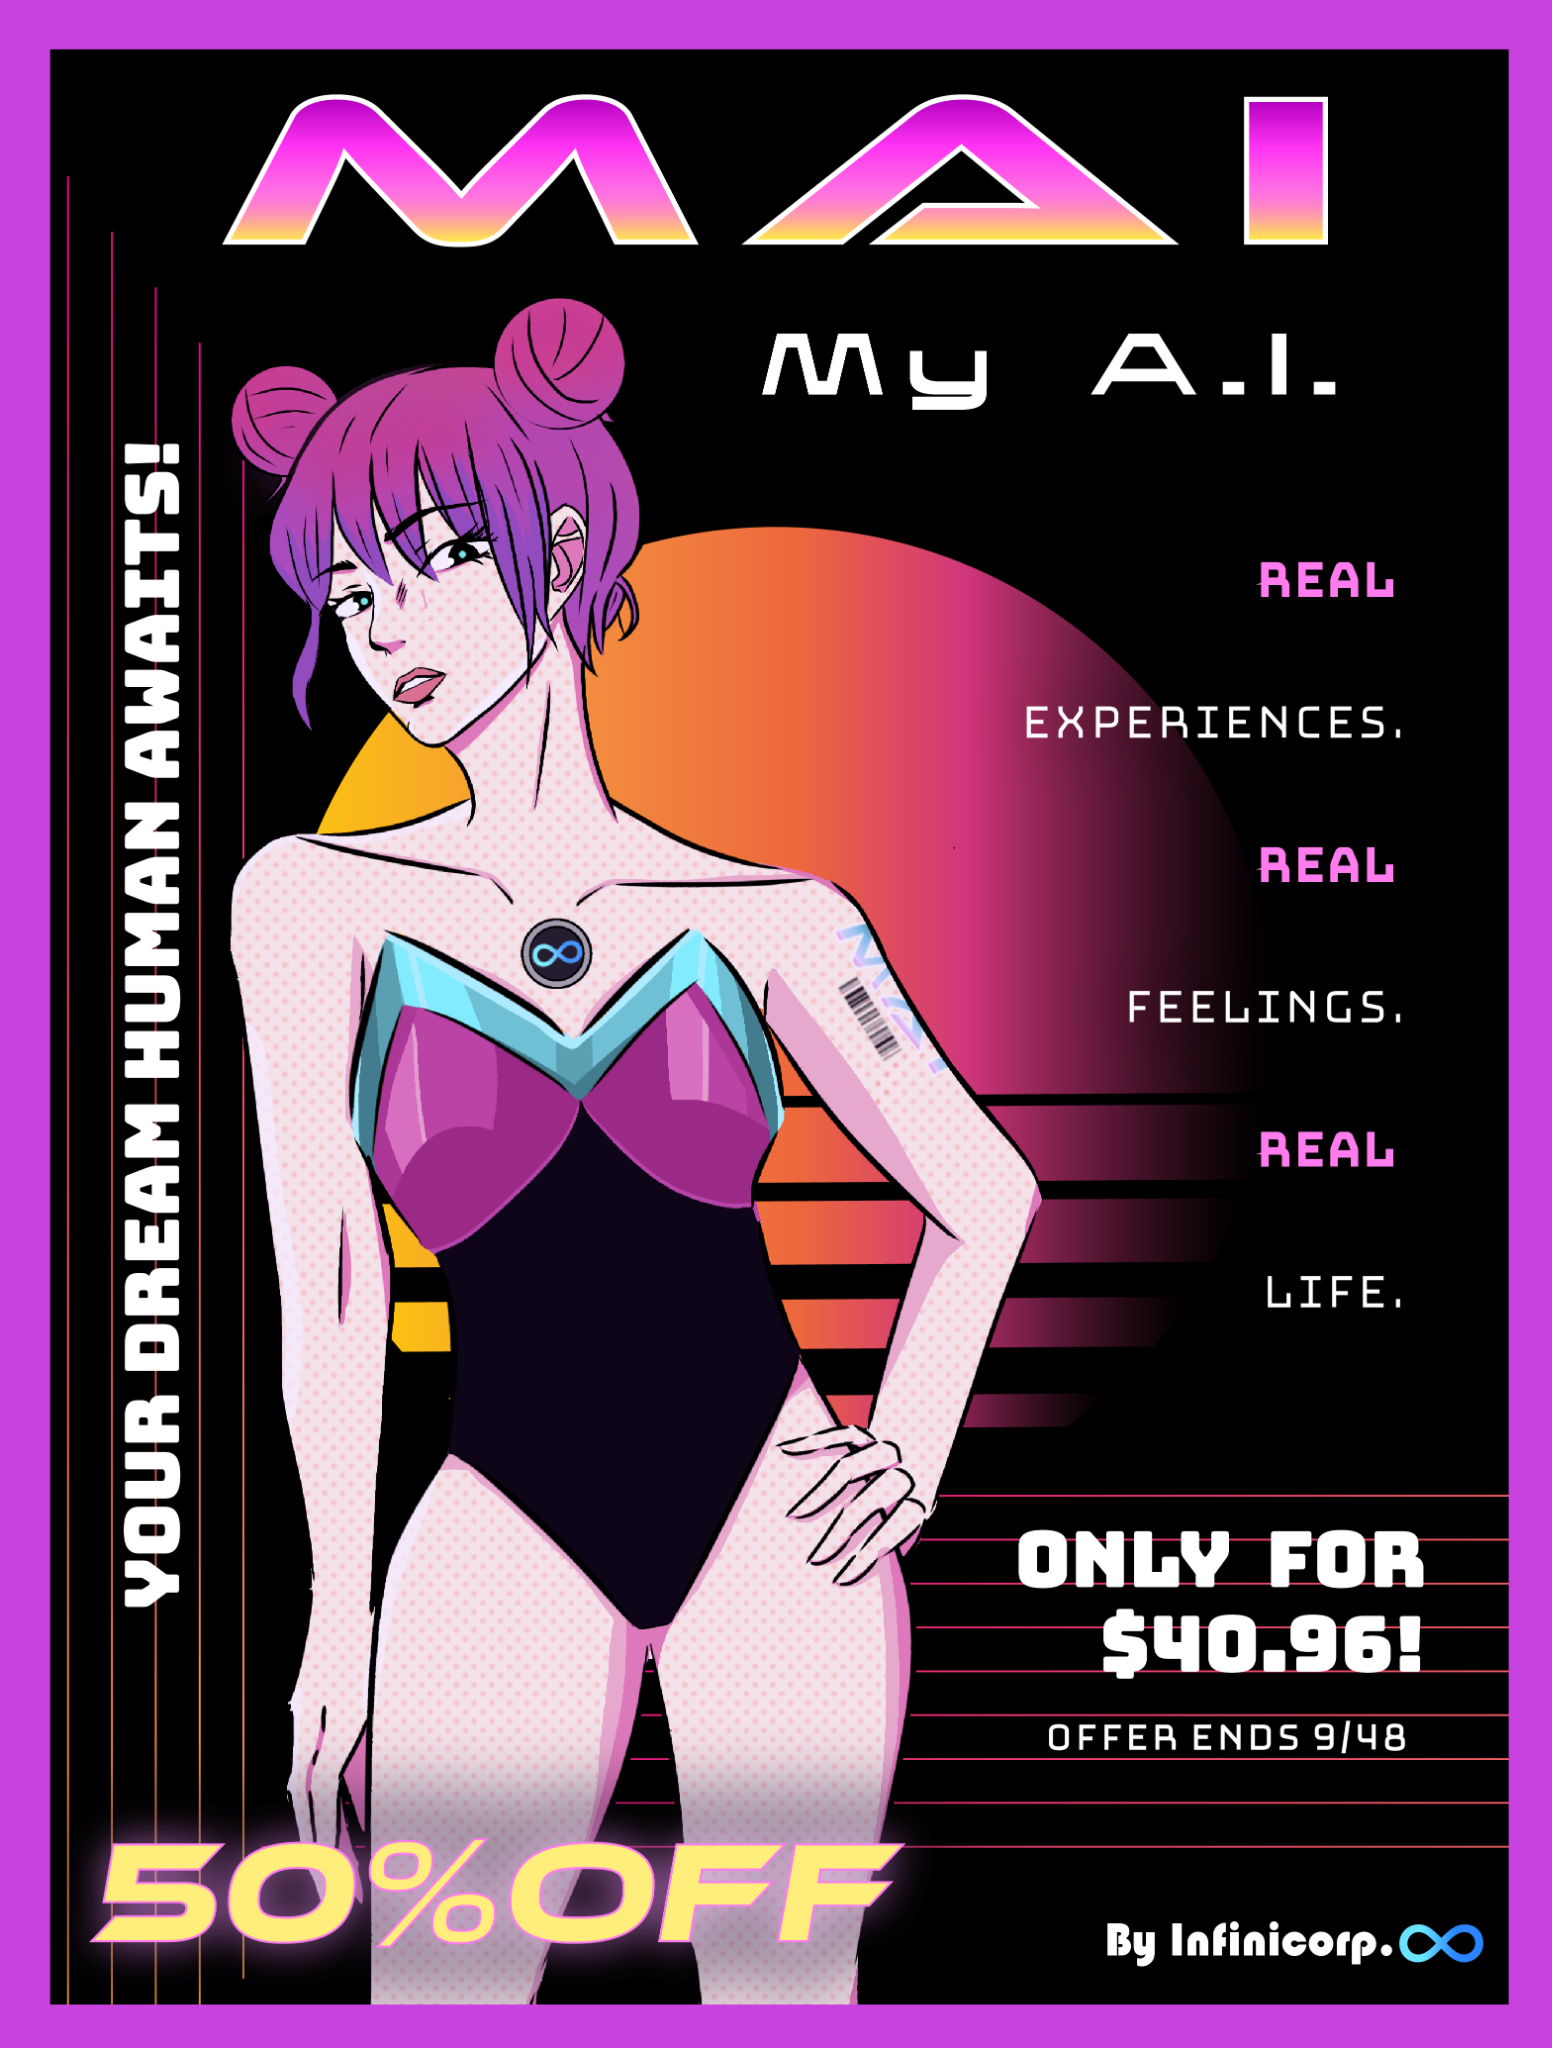 MAI
My A.I.
YOUR DREAM HUMAN AWAITS!
REAL
EXPERIENCES.
REAL
FEELINGS.
REAL
LIFE.
MAI
ONLY FOR
$40.96!
OFFER ENDS 9/48
50%OFF
By Infinicorp.